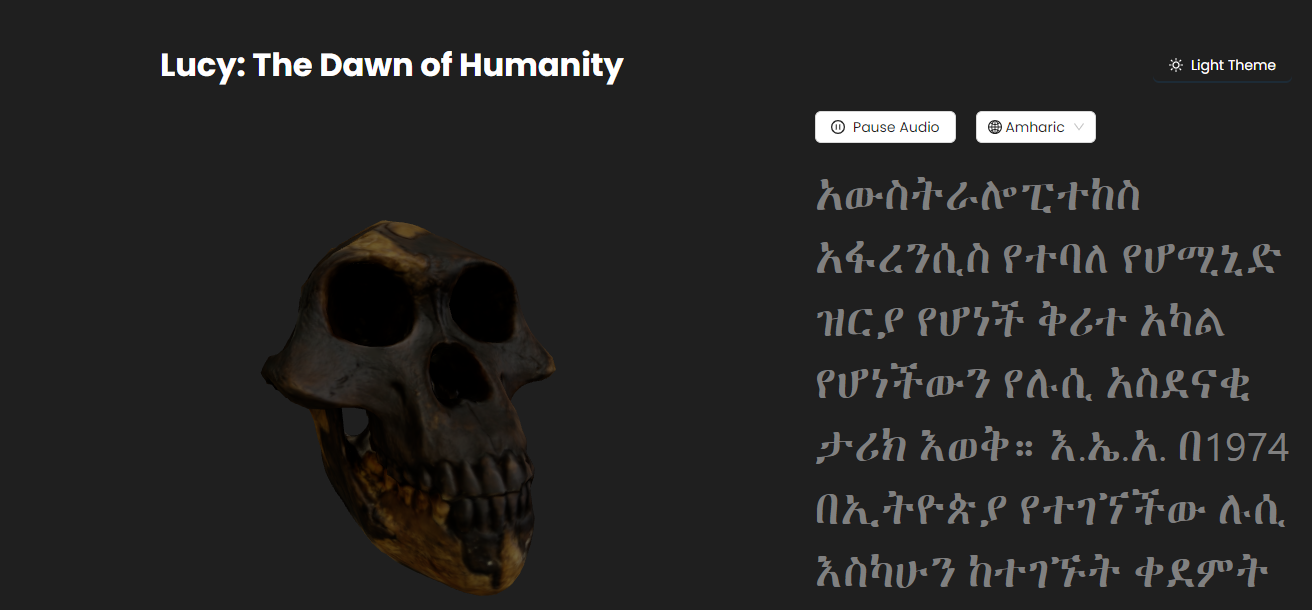 Lucy: The Dawn of Humanity
Light Theme
Pause Audio
Amharic
አውስትራሎፒተከስ
አፋረንሲስ የተባለ የሆሚኒድ
ዝርያ የሆነች ቅሪተ አካል
የሆነችውን የሉሲ አስደናቂ
ታሪክ እወቅ። እ.ኤ.አ. በ1974
በኢትዮጵያ የተገኘችው ሉሲ
እስካሁን ከተገኙት ቀደምት